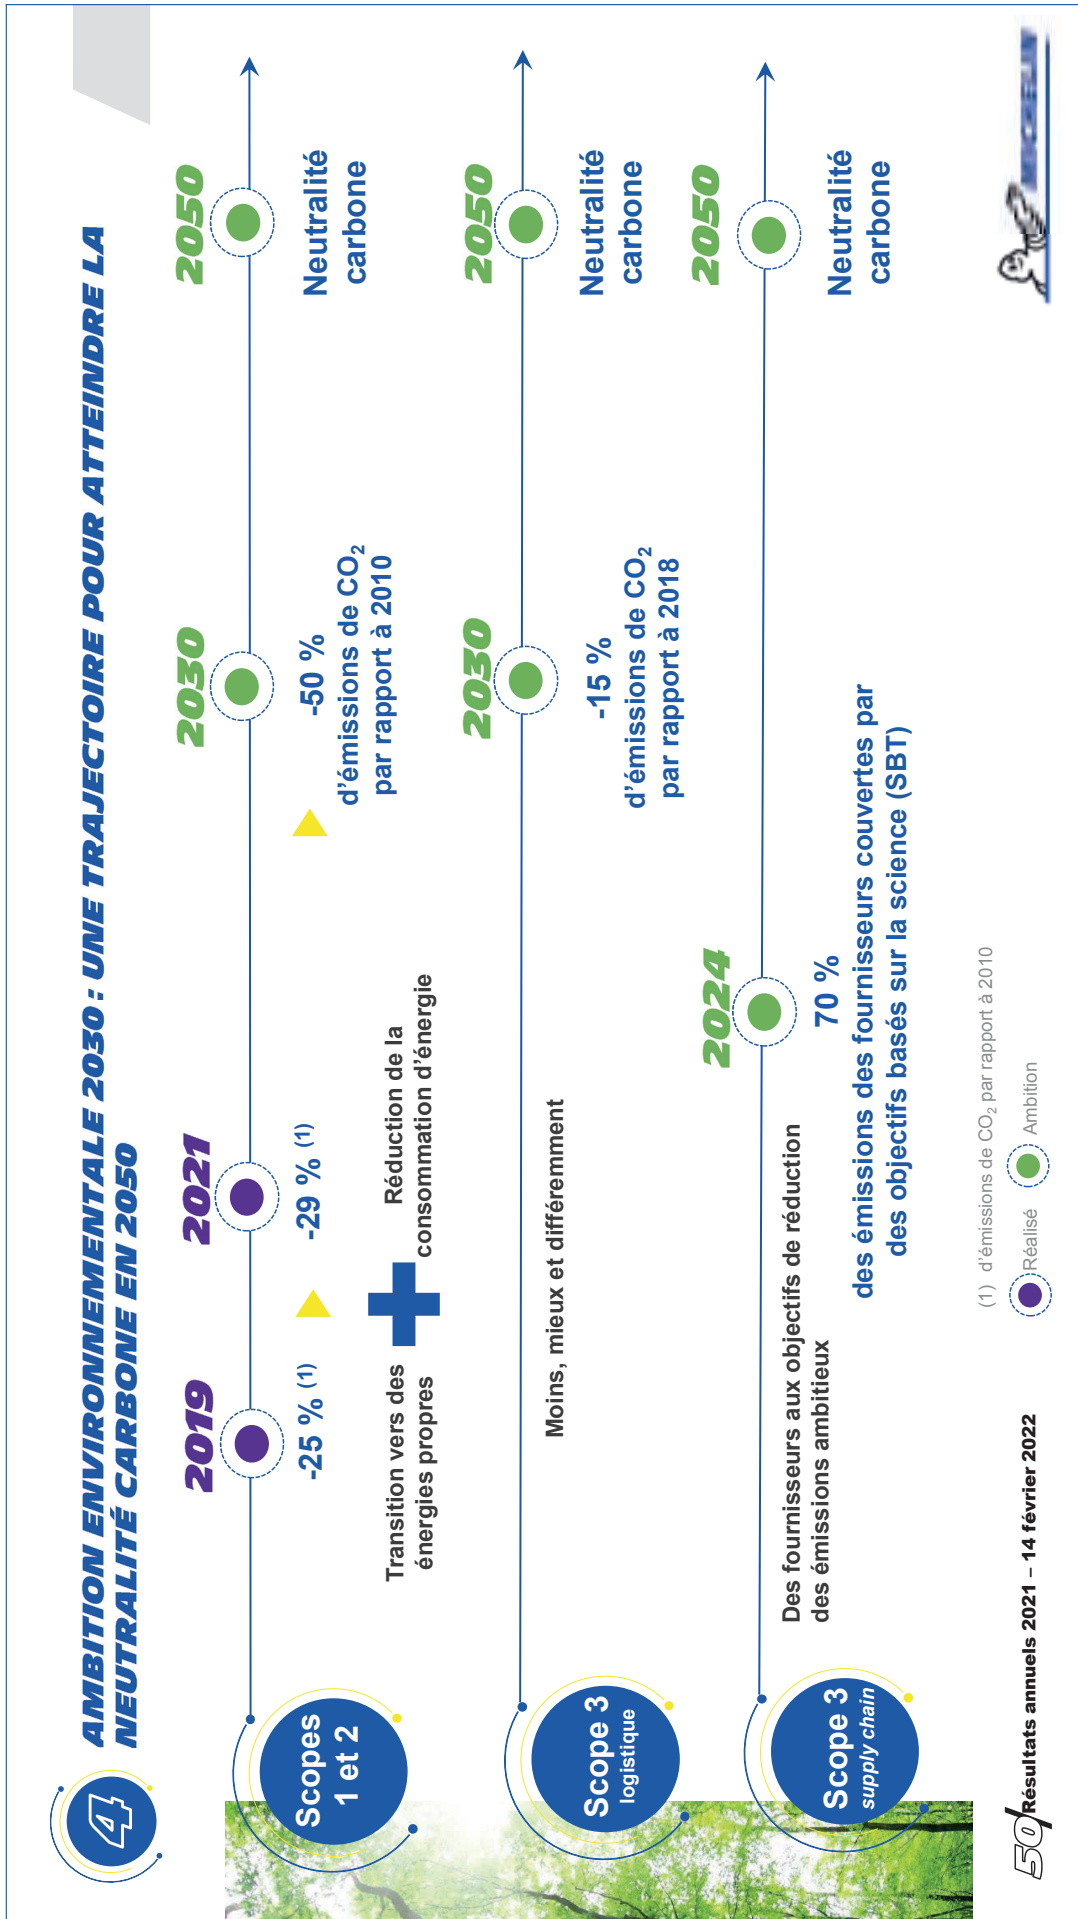 4
AMBITION ENVIRONNEMENTALE 2030 : UNE TRAJECTOIRE POUR ATTEINDRE LA
NEUTRALITÉ CARBONE EN 2050
Scopes
1 et 2
2019
-25 % (1)
2021
-29 % (1)
2030
-50 %
d’émissions de CO2
par rapport à 2010
2050
Neutralité
carbone
Transition vers des
énergies propres
Réduction de la
consommation d’énergie
Scope 3
logistique
Moins, mieux et différemment
2030
-15 %
d’émissions de CO2
par rapport à 2018
2050
Neutralité
carbone
Scope 3
supply chain
Des fournisseurs aux objectifs de réduction
des émissions ambitieux
2024
70 %
des émissions des fournisseurs couvertes par
des objectifs basés sur la science (SBT)
2050
Neutralité
carbone
(1) d’émissions de CO2 par rapport à 2010
Réalisé
Ambition
50/ Résultats annuels 2021 – 14 février 2022
MICHELIN